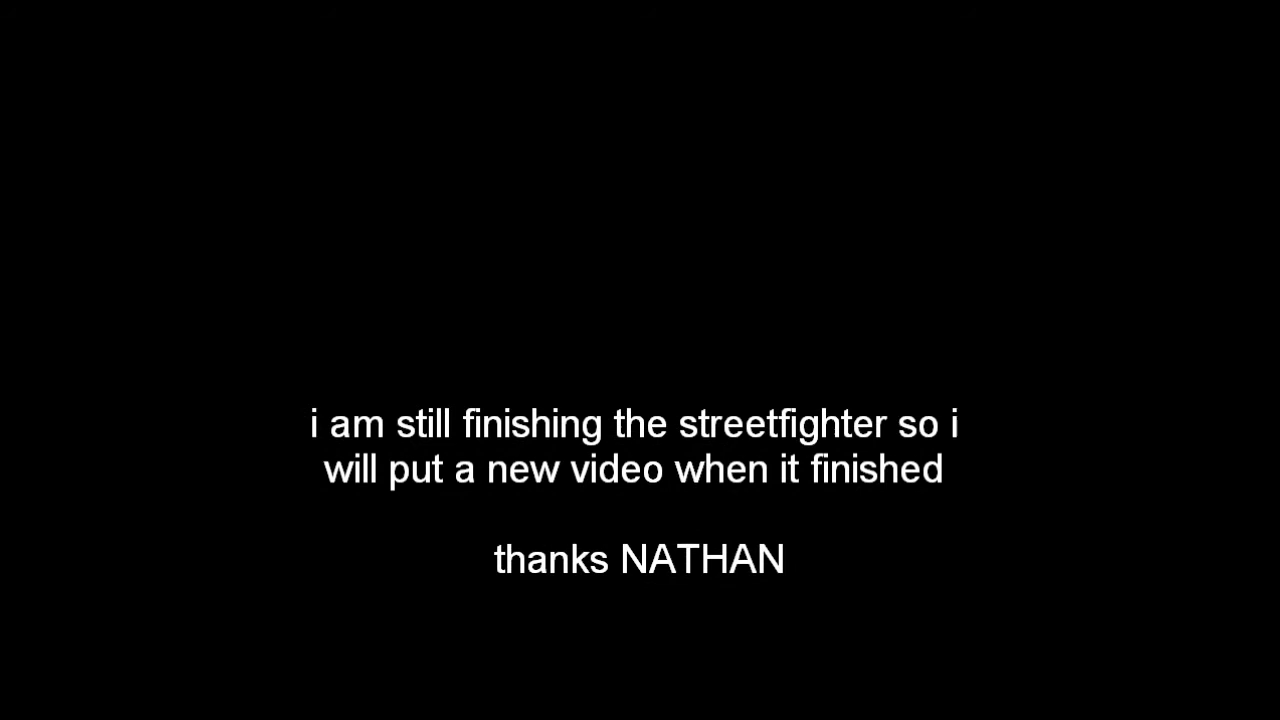 i am still finishing the streetfighter so i
will put a new video when it finished
thanks NATHAN